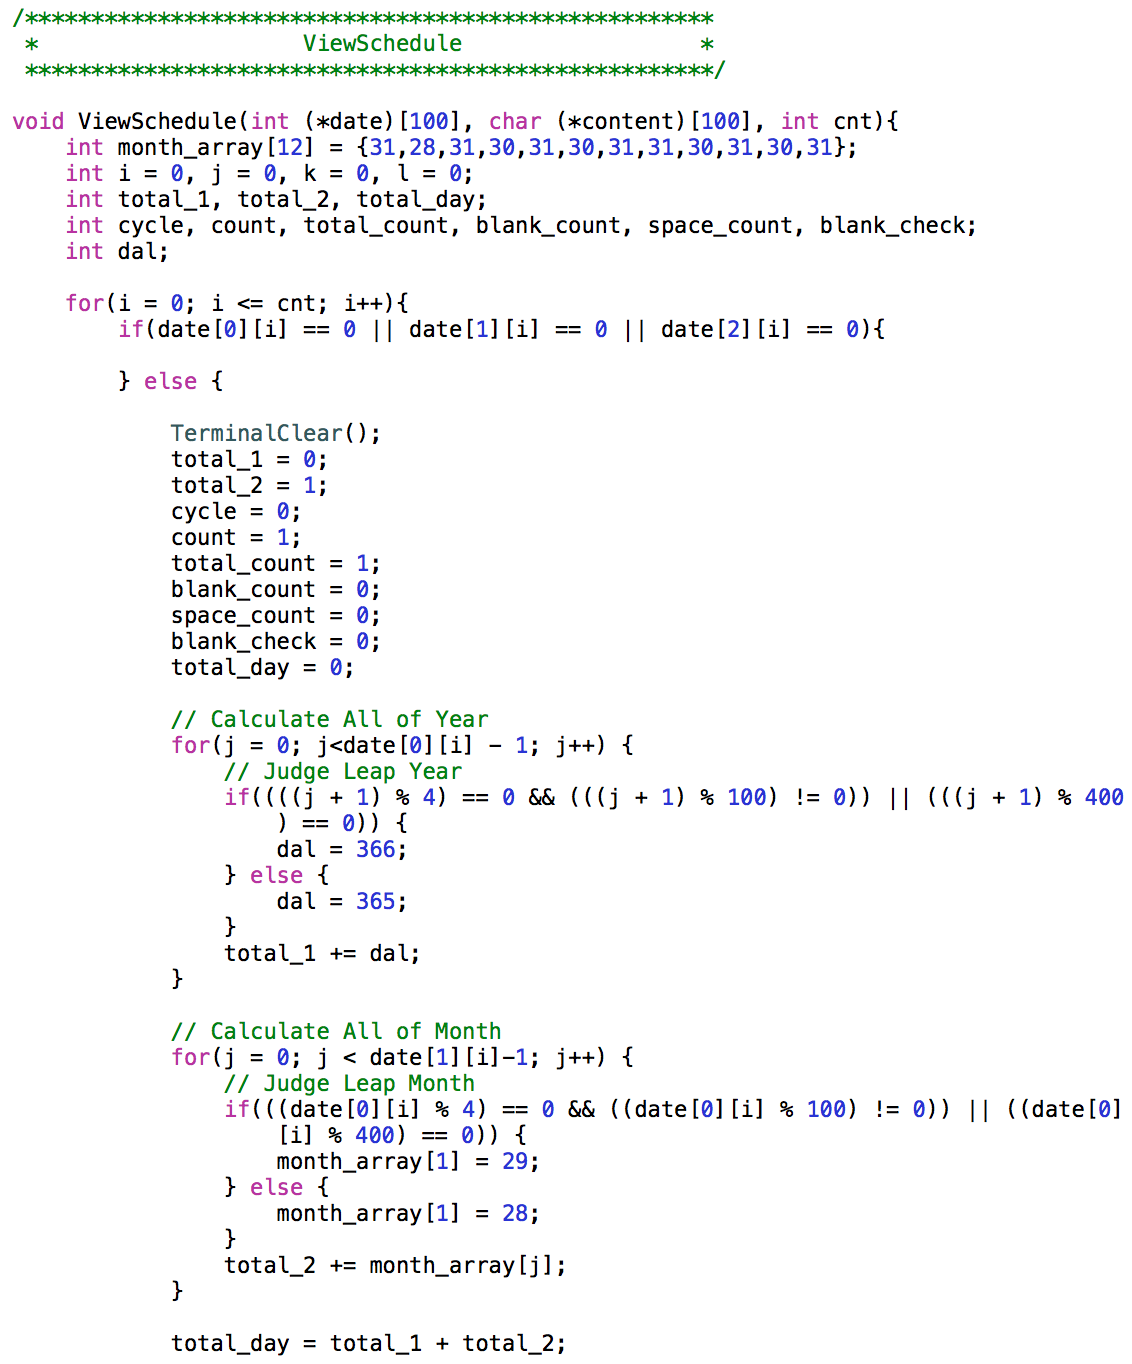 /****************************************************
 *                    ViewSchedule                  *
 ****************************************************/

void ViewSchedule(int (*date)[100], char (*content)[100], int cnt){
    int month_array[12] = {31,28,31,30,31,30,31,31,30,31,30,31};
    int i = 0, j = 0, k = 0, l = 0;
    int total_1, total_2, total_day;
    int cycle, count, total_count, blank_count, space_count, blank_check;
    int dal;

    for(i = 0; i <= cnt; i++){
        if(date[0][i] == 0 || date[1][i] == 0 || date[2][i] == 0){

        } else {

            TerminalClear();
            total_1 = 0;
            total_2 = 1;
            cycle = 0;
            count = 1;
            total_count = 1;
            blank_count = 0;
            space_count = 0;
            blank_check = 0;
            total_day = 0;

            // Calculate All of Year
            for(j = 0; j<date[0][i] - 1; j++) {
                // Judge Leap Year
                if((((j + 1) % 4) == 0 && (((j + 1) % 100) != 0)) || (((j + 1) % 400
                    ) == 0)) {
                    dal = 366;
                } else {
                    dal = 365;
                }
                total_1 += dal;
            }

            // Calculate All of Month
            for(j = 0; j < date[1][i]-1; j++) {
                // Judge Leap Month
                if(((date[0][i] % 4) == 0 && ((date[0][i] % 100) != 0)) || ((date[0]
                    [i] % 400) == 0)) {
                    month_array[1] = 29;
                } else {
                    month_array[1] = 28;
                }
                total_2 += month_array[j];
            }

            total_day = total_1 + total_2;